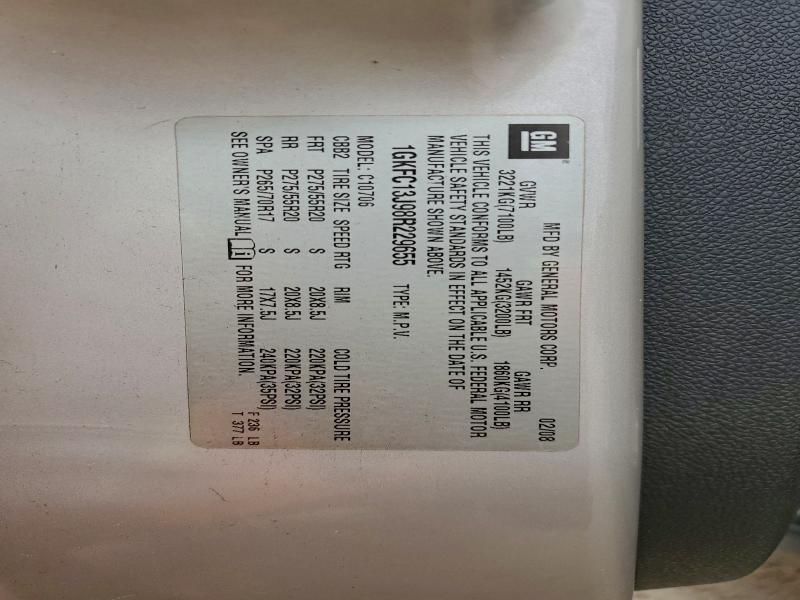 GM
MFD BY GENERAL MOTORS CORP. 02/08
GVWR GAWR FRT GAWR RR
3221KG(7100LB) 1452KG(3200LB) 1860KG(4100LB)
THIS VEHICLE CONFORMS TO ALL APPLICABLE U.S. FEDERAL MOTOR
VEHICLE SAFETY STANDARDS IN EFFECT ON THE DATE OF
MANUFACTURE SHOWN ABOVE.
1GKFC13J98R229655 TYPE: M.P.V.
MODEL: C10706
CBB2 TIRE SIZE SPEED RTG RIM COLD TIRE PRESSURE
FRT P275/55R20 S 20X8.5J 220KPA(32PSI)
RR P275/55R20 S 20X8.5J 220KPA(32PSI)
SPA P265/70R17 S 17X7.5J 240KPA(35PSI)
SEE OWNER'S MANUAL FOR MORE INFORMATION.
F 236 LB
T 377 LB